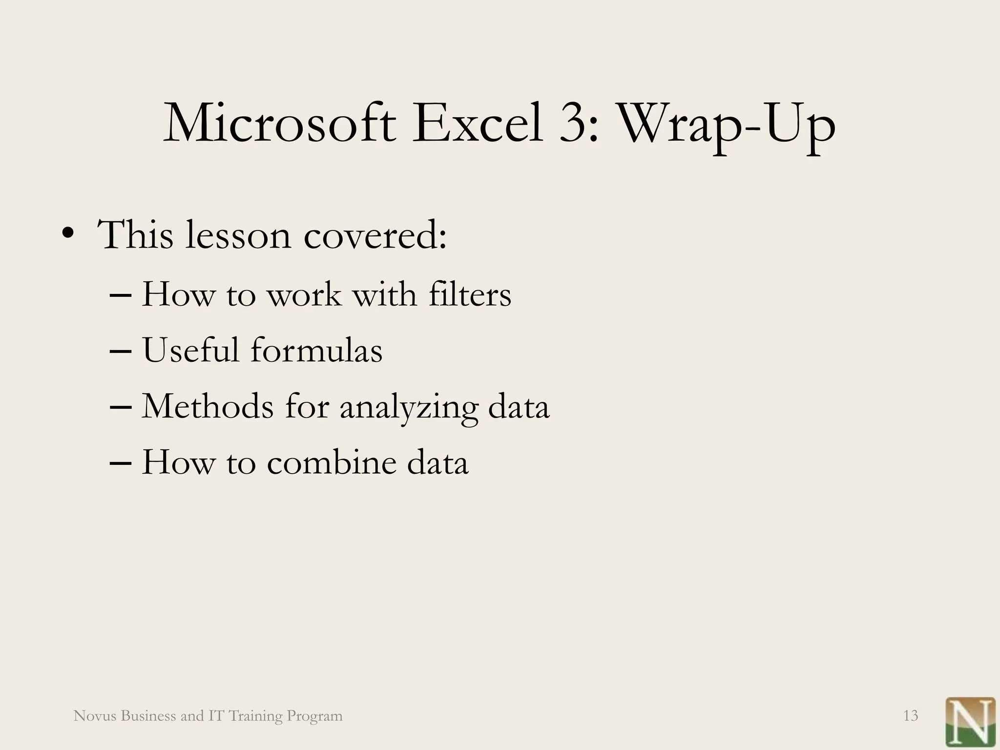 Microsoft Excel 3: Wrap-Up
• This lesson covered:
– How to work with filters
– Useful formulas
– Methods for analyzing data
– How to combine data
Novus Business and IT Training Program
13
N